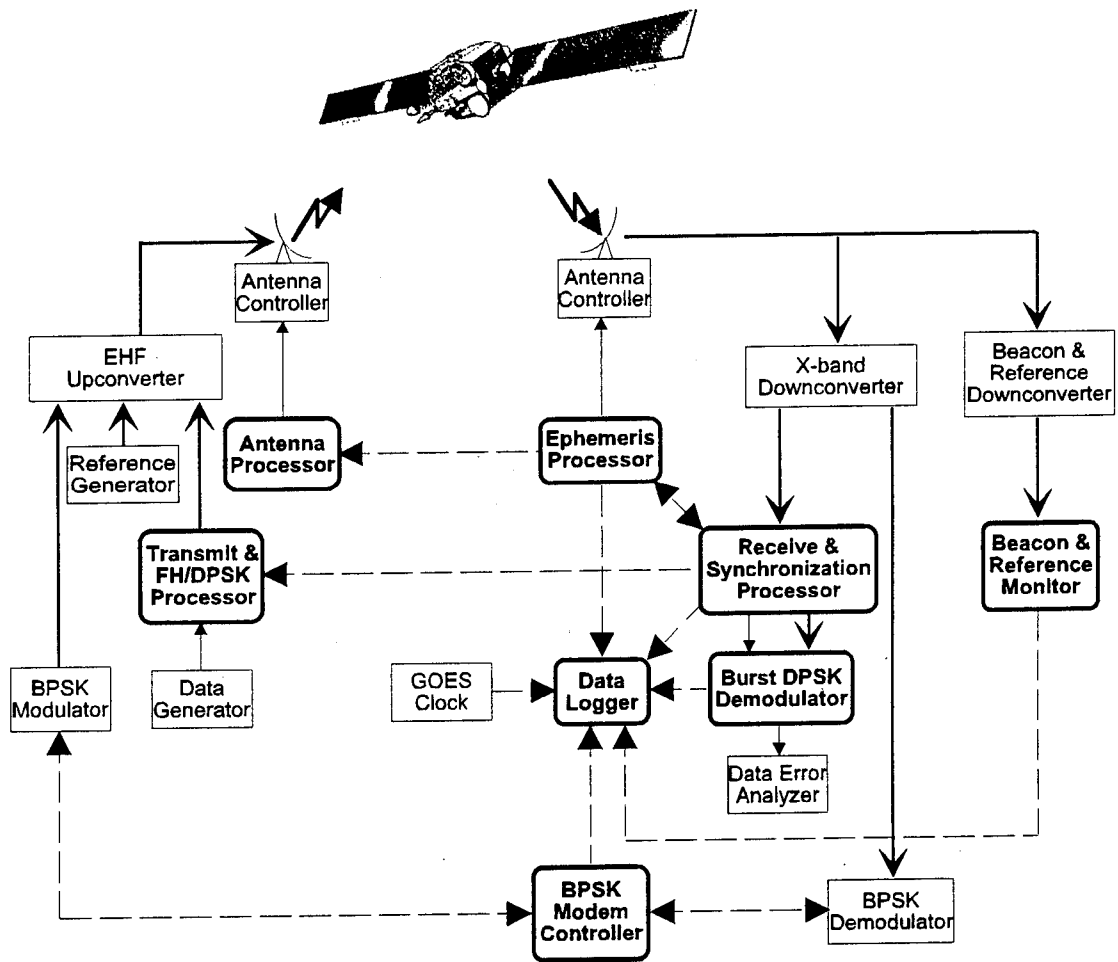 Antenna
Controller
Antenna
Controller
EHF
Upconverter
X-band
Downconverter
Beacon &
Reference
Downconverter
Antenna
Processor
Ephemeris
Processor
Reference
Generator
Transmit &
FH/DPSK
Processor
Receive &
Synchronization
Processor
Beacon &
Reference
Monitor
BPSK
Modulator
Data
Generator
GOES
Clock
Data
Logger
Burst DPSK
Demodulator
Data Error
Analyzer
BPSK
Modem
Controller
BPSK
Demodulator